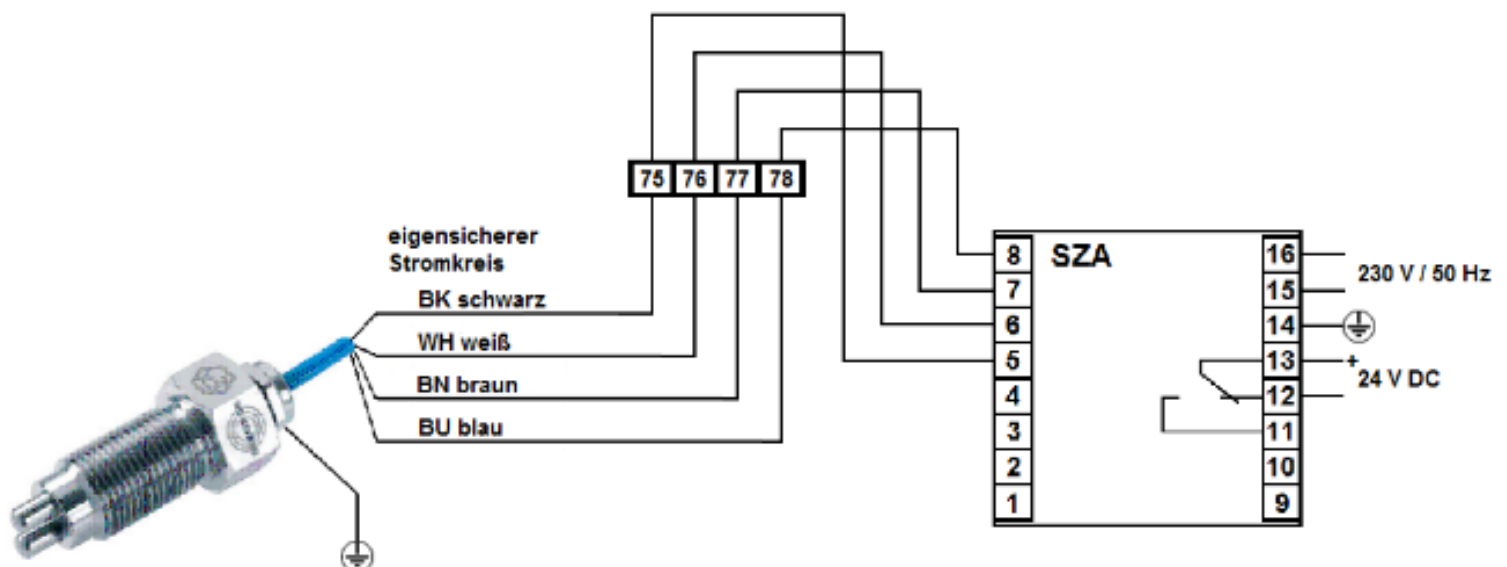 75 76 77 78
eigensicherer
Stromkreis
BK schwarz
WH weiß
BN braun
BU blau
SZA
8
7
6
5
4
3
2
1
16
15
14
13
12
11
10
9
230 V / 50 Hz
+
24 V DC